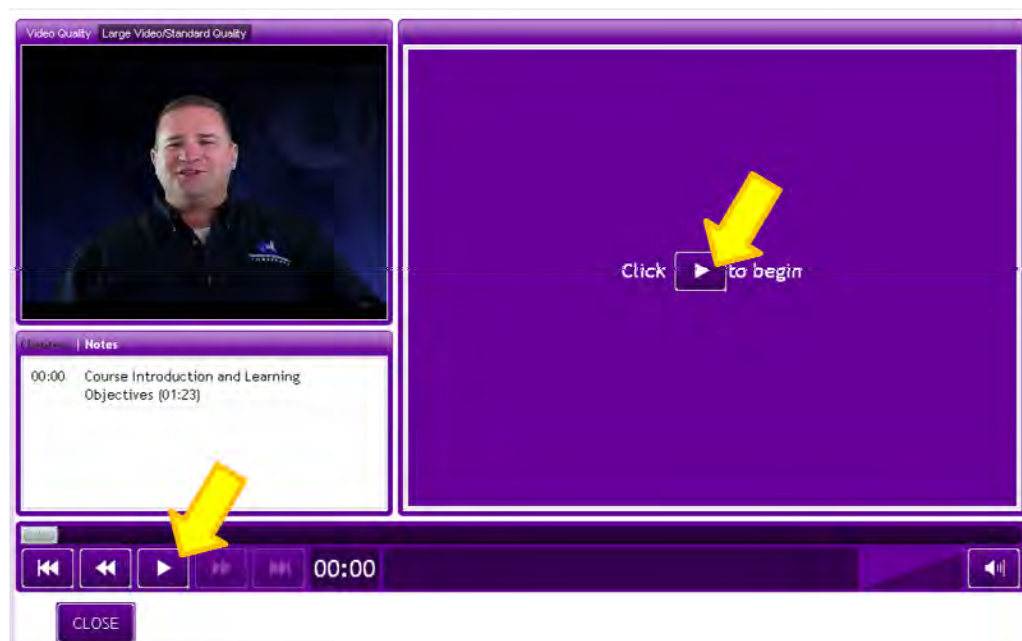 Video Quality Large Video/Standard Quality
Click to begin
| Notes
00:00 Course Introduction and Learning
Objectives (01:23)
00:00
CLOSE